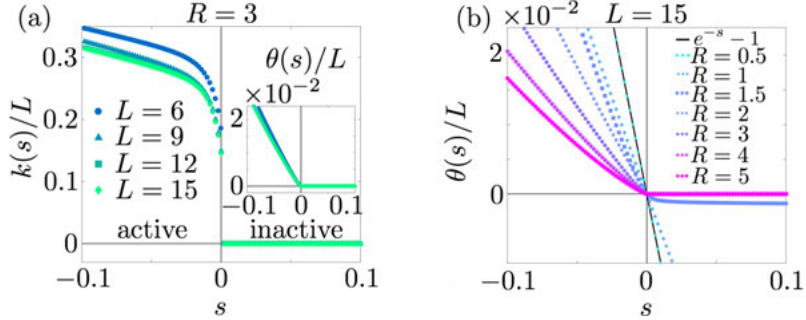 (a)
R = 3
k(s)/L
0.3
0.2
0.1
0
L = 6
L = 9
L = 12
L = 15
θ(s)/L
×10⁻²
2
0
−0.1
0
0.1
active
inactive
−0.1
0
0.1
s
(b)
×10⁻²
L = 15
θ(s)/L
2
0
e⁻ˢ − 1
R = 0.5
R = 1
R = 1.5
R = 2
R = 3
R = 4
R = 5
−0.1
0
0.1
s